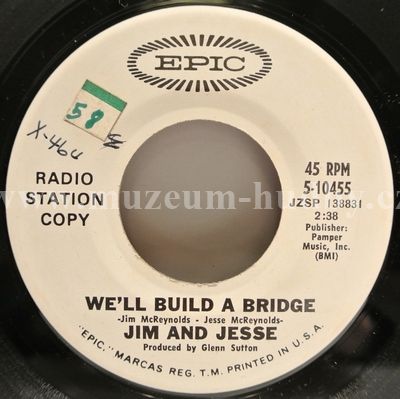 EPIC
58
X-464
RADIO
STATION
COPY
45 RPM
5-10455
JZSP 138831
2:38
Publisher:
Pamper
Music, Inc.
(BMI)
www.muzeum-hudby.cz
WE'LL BUILD A BRIDGE
-Jim McReynolds - Jesse McReynolds-
JIM AND JESSE
Produced by Glenn Sutton
"EPIC," MARCAS REG. T.M. PRINTED IN U.S.A.